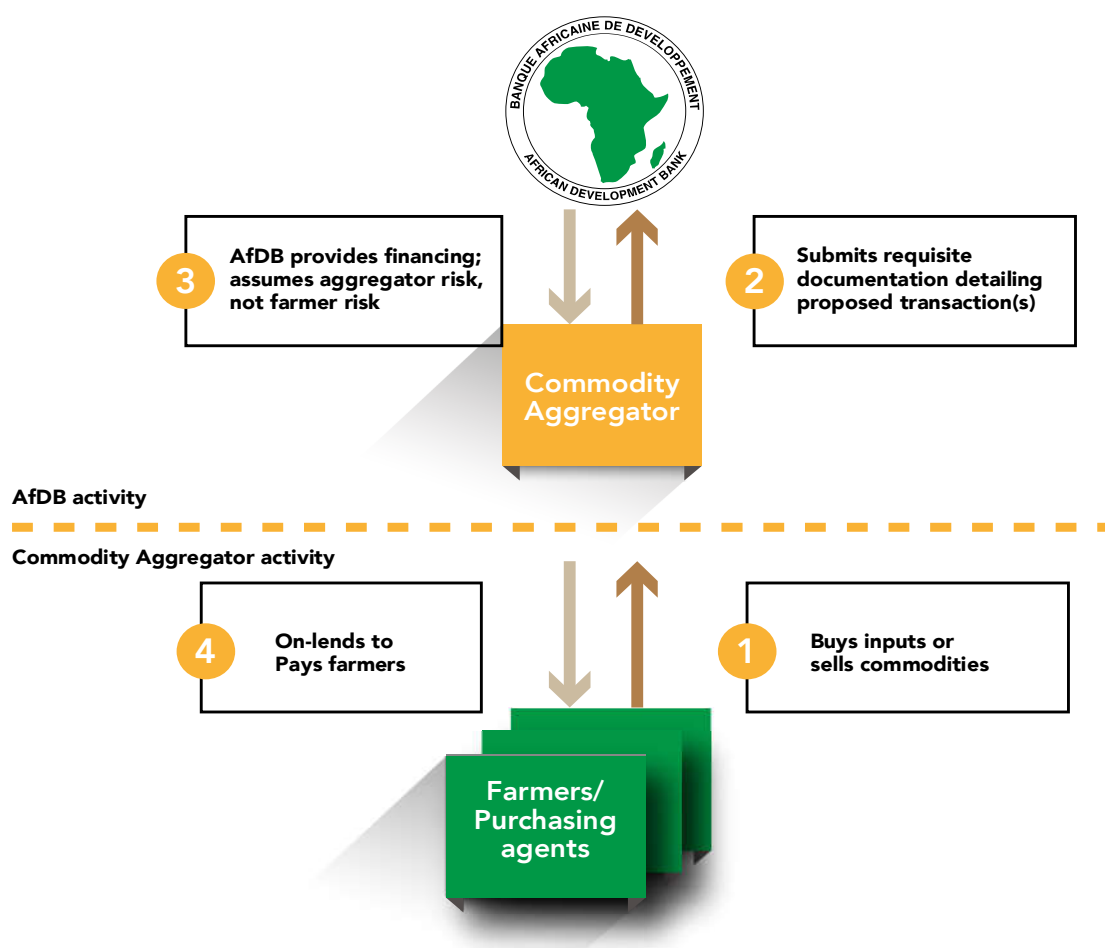 BANQUE AFRICAINE DE DEVELOPPEMENT
AFRICAN DEVELOPMENT BANK
3
AfDB provides financing;
assumes aggregator risk,
not farmer risk
2
Submits requisite
documentation detailing
proposed transaction(s)
Commodity
Aggregator
AfDB activity
Commodity Aggregator activity
4
On-lends to
Pays farmers
1
Buys inputs or
sells commodities
Farmers/
Purchasing
agents